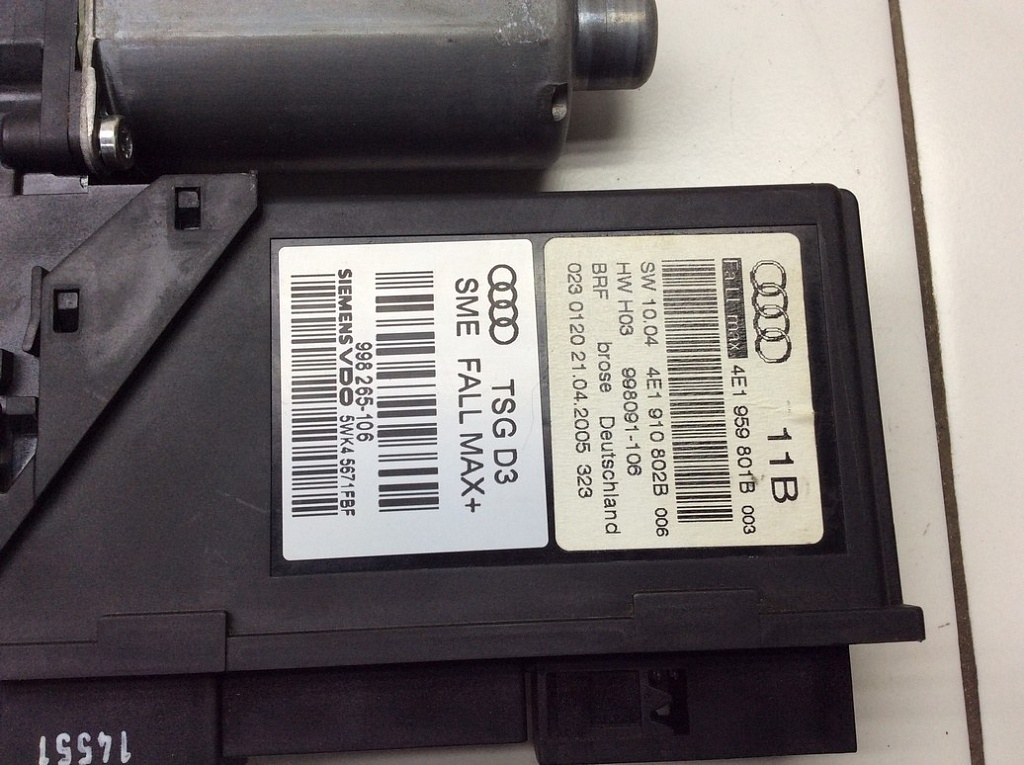 TSG D3
SME FALL MAX+
998 265-106
SIEMENS VDO 5WK4 5671FBF
11B
Fall max. 4E1 959 801B 003
SW 10.04 4E1 910 802B 006
HW H03 998091-106
BRF brose Deutschland
023 0120 21.04.2005 323
14551